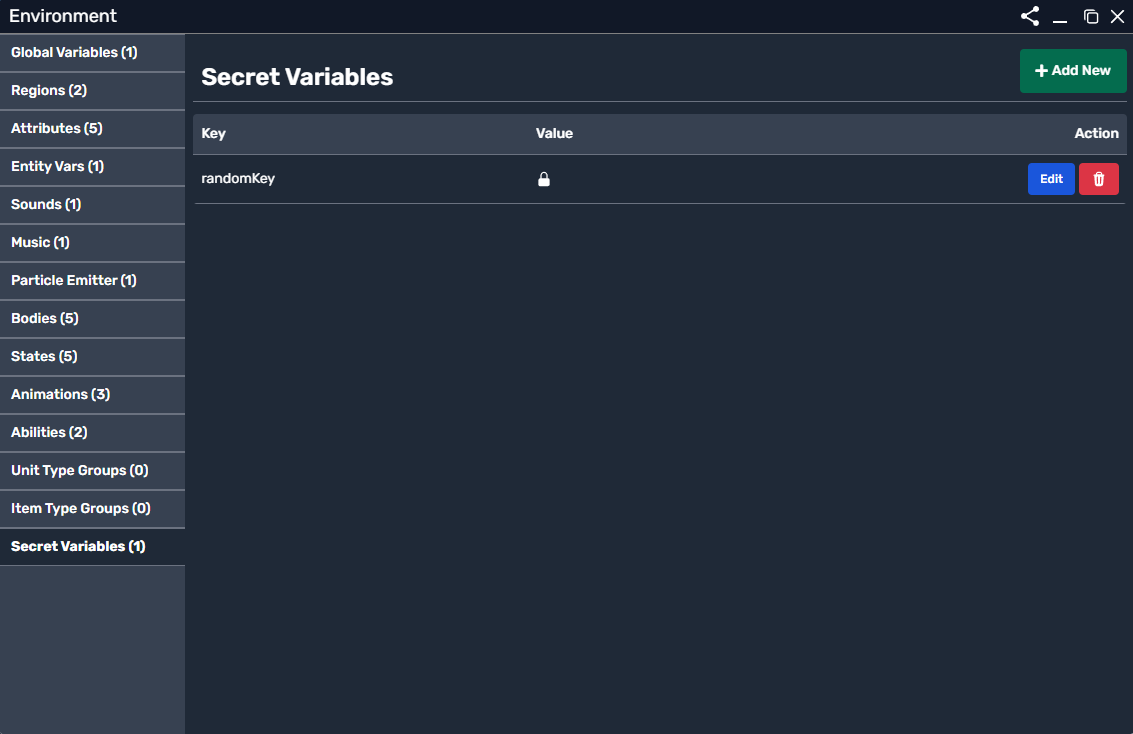 Environment
Global Variables (1)
Regions (2)
Attributes (5)
Entity Vars (1)
Sounds (1)
Music (1)
Particle Emitter (1)
Bodies (5)
States (5)
Animations (3)
Abilities (2)
Unit Type Groups (0)
Item Type Groups (0)
Secret Variables (1)
Secret Variables
Add New
Key Value Action
randomKey Edit